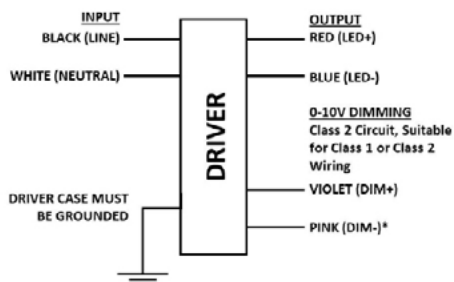 INPUT
BLACK (LINE)
WHITE (NEUTRAL)
DRIVER CASE MUST
BE GROUNDED
DRIVER
OUTPUT
RED (LED+)
BLUE (LED-)
0-10V DIMMING
Class 2 Circuit, Suitable
for Class 1 or Class 2
Wiring
VIOLET (DIM+)
PINK (DIM-)*